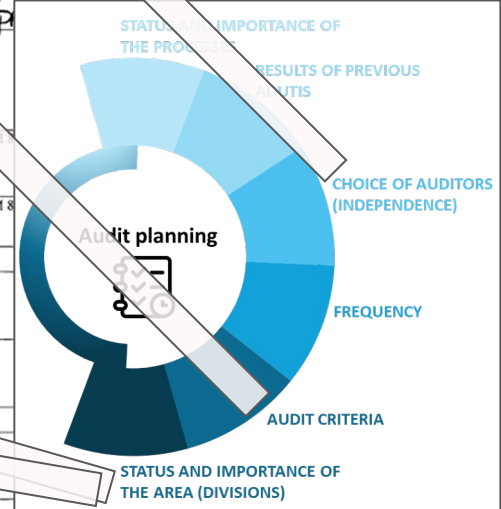 STATUS AND IMPORTANCE OF
THE PROCESSES
RESULTS OF PREVIOUS
CHOICE OF AUDITORS
(INDEPENDENCE)
Audit planning
FREQUENCY
AUDIT CRITERIA
STATUS AND IMPORTANCE OF
THE AREA (DIVISIONS)